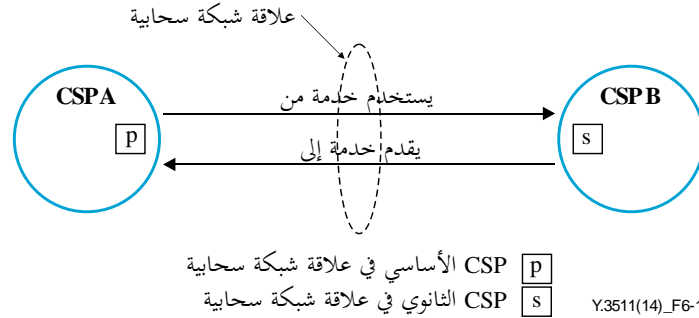 علاقة شبكة سحابية
CSP A
CSP B
يستخدم خدمة من
p
s
يقدم خدمة إلى
p CSP الأساسي في علاقة شبكة سحابية
s CSP الثانوي في علاقة شبكة سحابية
Y.3511(14)_F6-1